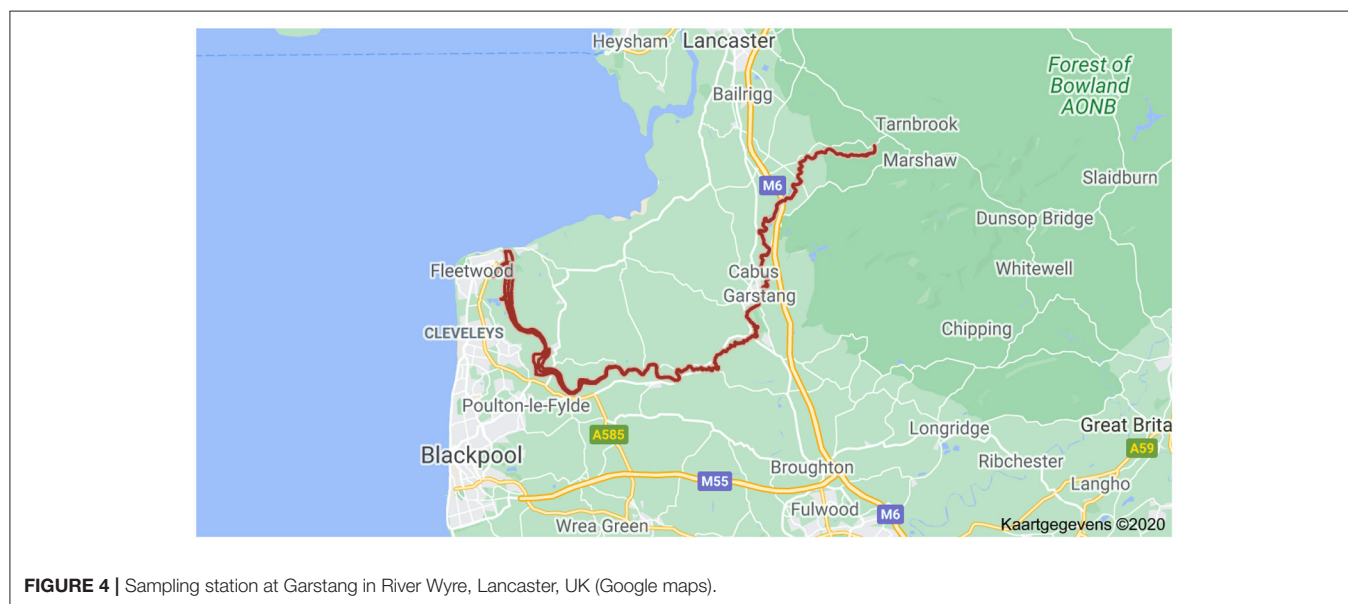 Heysham
Lancaster
Forest of
Bowland
AONB
Bailrigg
Tarnbrook
Marshaw
Slaidburn
M6
Dunsop Bridge
Whitewell
Fleetwood
Cabus
Garstang
CLEVELEYS
Chipping
Poulton-le-Fylde
A585
Longridge
Great Brita
A59
Blackpool
Broughton
Ribchester
M55
Langho
Fulwood
M6
Wrea Green
Kaartgegevens ©2020
FIGURE 4 | Sampling station at Garstang in River Wyre, Lancaster, UK (Google maps).